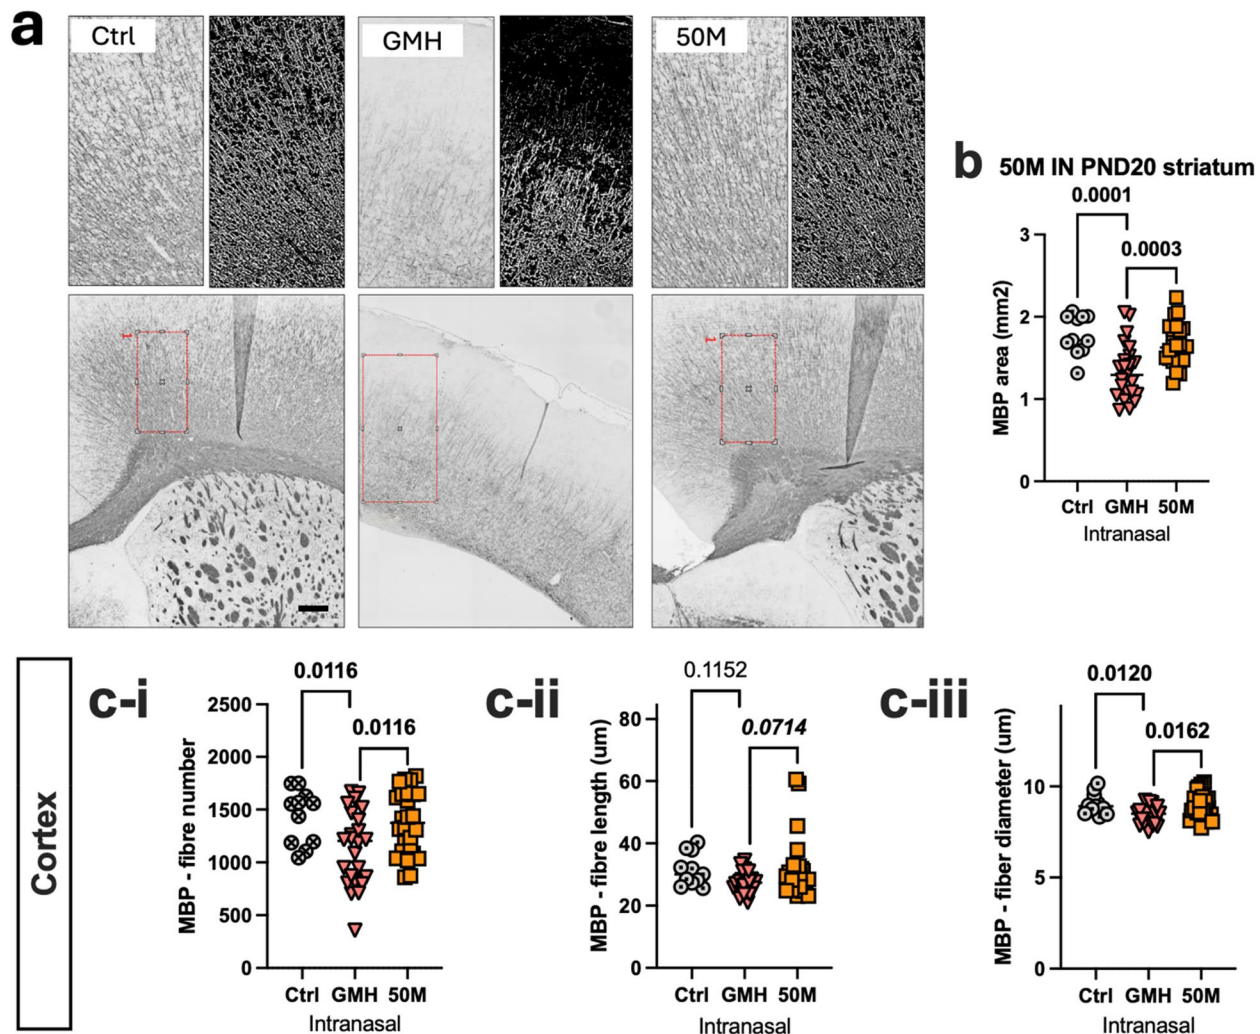 a
Ctrl
GMH
50M
1
1
b
50M IN PND20 striatum
0.0001
0.0003
MBP area (mm2)
3
2
1
0
Ctrl GMH 50M
Intranasal
Cortex
c-i
0.0116
0.0116
MBP - fibre number
2500
2000
1500
1000
500
0
Ctrl GMH 50M
Intranasal
c-ii
0.1152
0.0714
MBP - fibre length (um)
80
60
40
20
0
Ctrl GMH 50M
Intranasal
c-iii
0.0120
0.0162
MBP - fiber diameter (um)
10
5
0
Ctrl GMH 50M
Intranasal